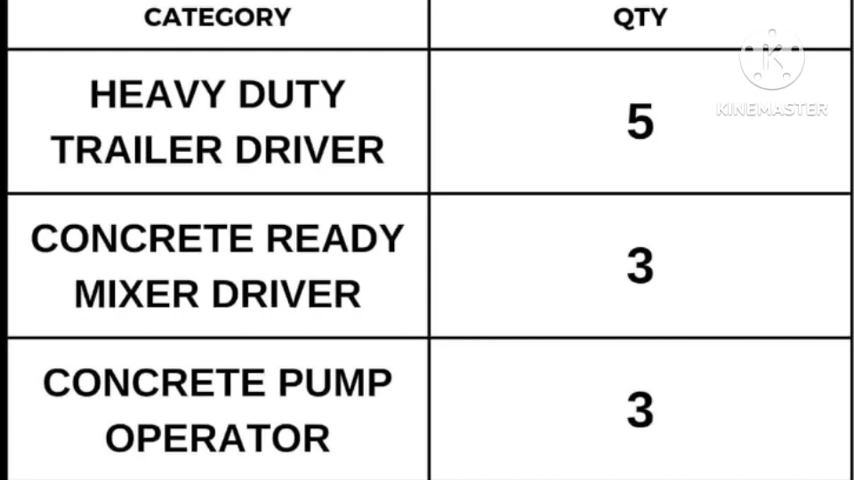 CATEGORY QTY
HEAVY DUTY
TRAILER DRIVER
5
CONCRETE READY
MIXER DRIVER
3
CONCRETE PUMP
OPERATOR
3
K
KINEMASTER